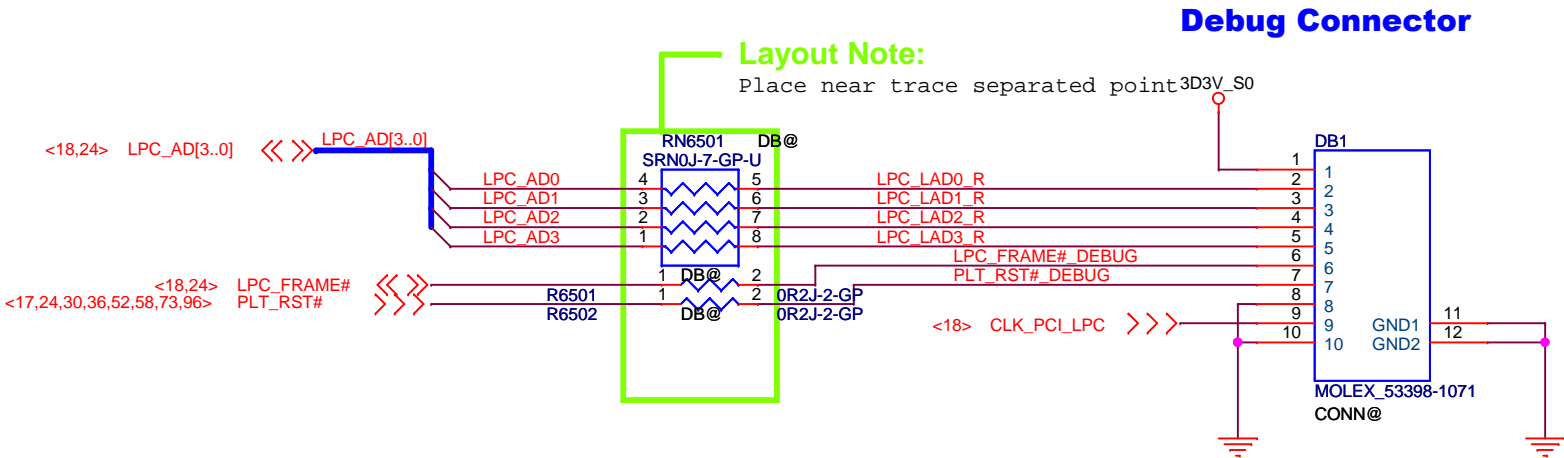 Debug Connector
Layout Note:
Place near trace separated point
3D3V_S0
<18,24> LPC_AD[3..0]
LPC_AD[3..0]
RN6501 DB@
SRN0J-7-GP-U
DB1
1 1
LPC_AD0 4 5 LPC_LAD0_R 2 2
LPC_AD1 3 6 LPC_LAD1_R 3 3
LPC_AD2 2 7 LPC_LAD2_R 4 4
LPC_AD3 1 8 LPC_LAD3_R 5 5
LPC_FRAME#_DEBUG 6 6
<18,24> LPC_FRAME# 1 DB@ 2 PLT_RST#_DEBUG 7 7
<17,24,30,36,52,58,73,96> PLT_RST# R6501 1 2 0R2J-2-GP 8 8
R6502 DB@ 0R2J-2-GP
<18> CLK_PCI_LPC 9 9 GND1 11
10 10 GND2 12
MOLEX_53398-1071
CONN@